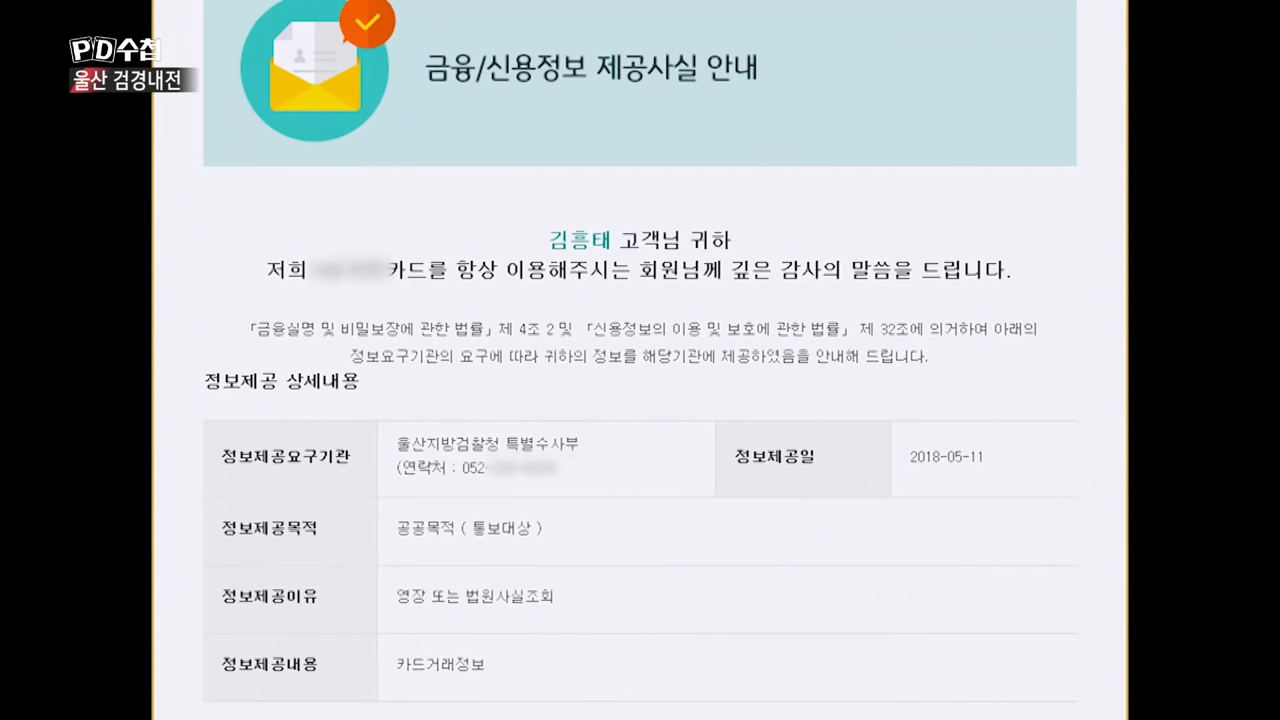 PD수첩
울산 검경내전
금융/신용정보 제공사실 안내
김흥태 고객님 귀하
저희 카드를 항상 이용해주시는 회원님께 깊은 감사의 말씀을 드립니다.
「금융실명 및 비밀보장에 관한 법률」 제 4조 2 및 「신용정보의 이용 및 보호에 관한 법률」 제 32조에 의거하여 아래의
정보요구기관의 요구에 따라 귀하의 정보를 해당기관에 제공하였음을 안내해 드립니다.
정보제공 상세내용
정보제공요구기관
울산지방검찰청 특별수사부
(연락처 : 052-
정보제공일
2018-05-11
정보제공목적
공공목적 ( 통보대상 )
정보제공이유
영장 또는 법원사실조회
정보제공내용
카드거래정보